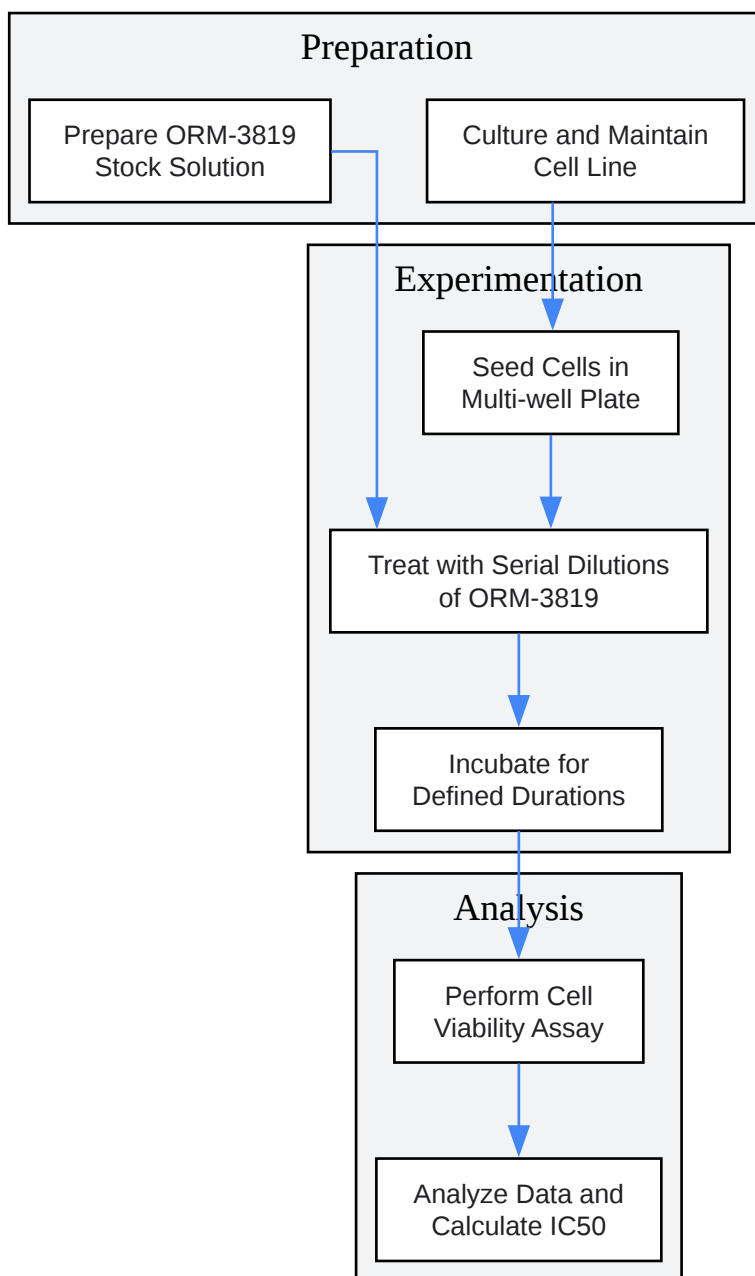 Preparation
Prepare ORM-3819
Stock Solution
Culture and Maintain
Cell Line
Experimentation
Seed Cells in
Multi-well Plate
Treat with Serial Dilutions
of ORM-3819
Incubate for
Defined Durations
Analysis
Perform Cell
Viability Assay
Analyze Data and
Calculate IC50